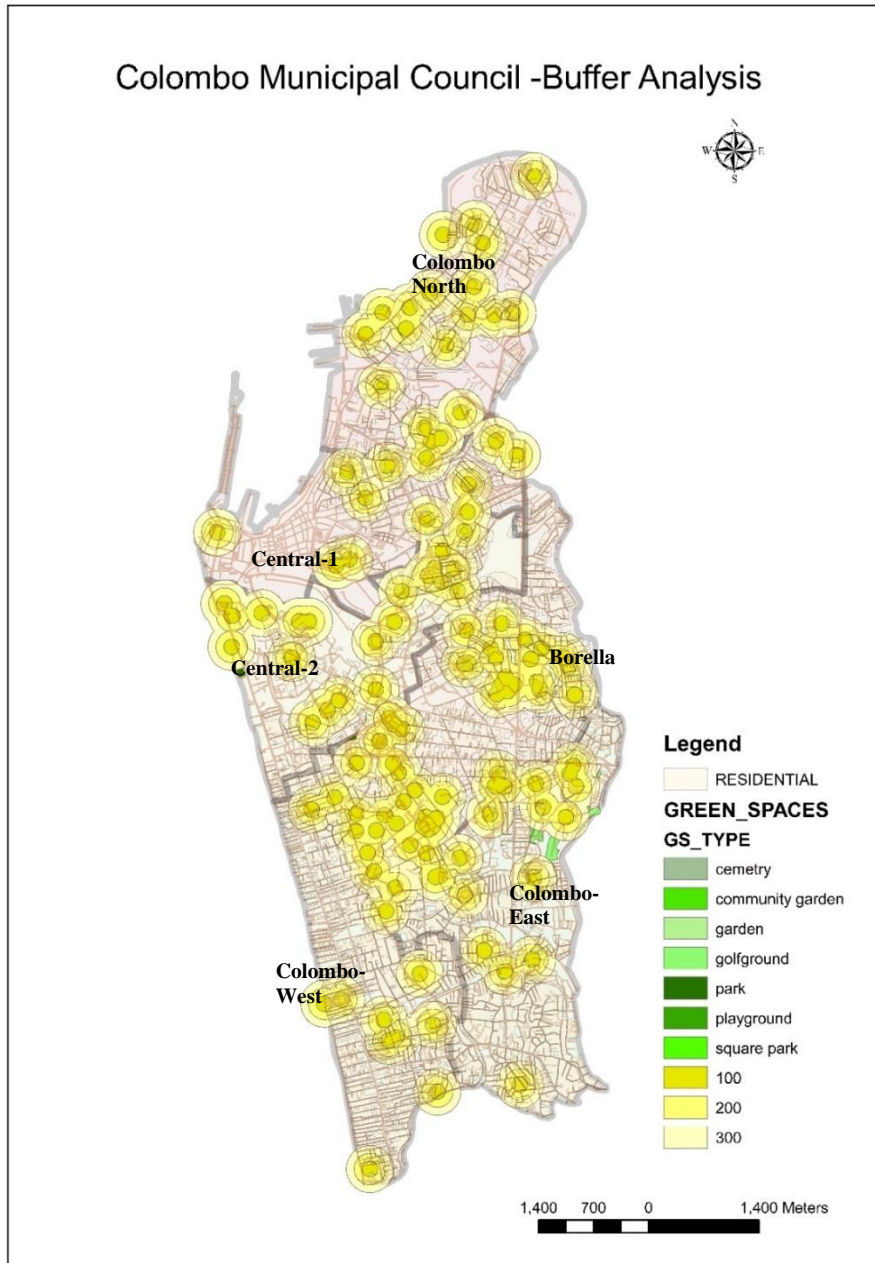 Colombo Municipal Council -Buffer Analysis
N
W E
S
Colombo
North
Central-1
Central-2
Borella
Colombo-
East
Colombo-
West
Legend
RESIDENTIAL
GREEN_SPACES
GS_TYPE
cemetry
community garden
garden
golfground
park
playground
square park
100
200
300
1,400 700 0 1,400 Meters